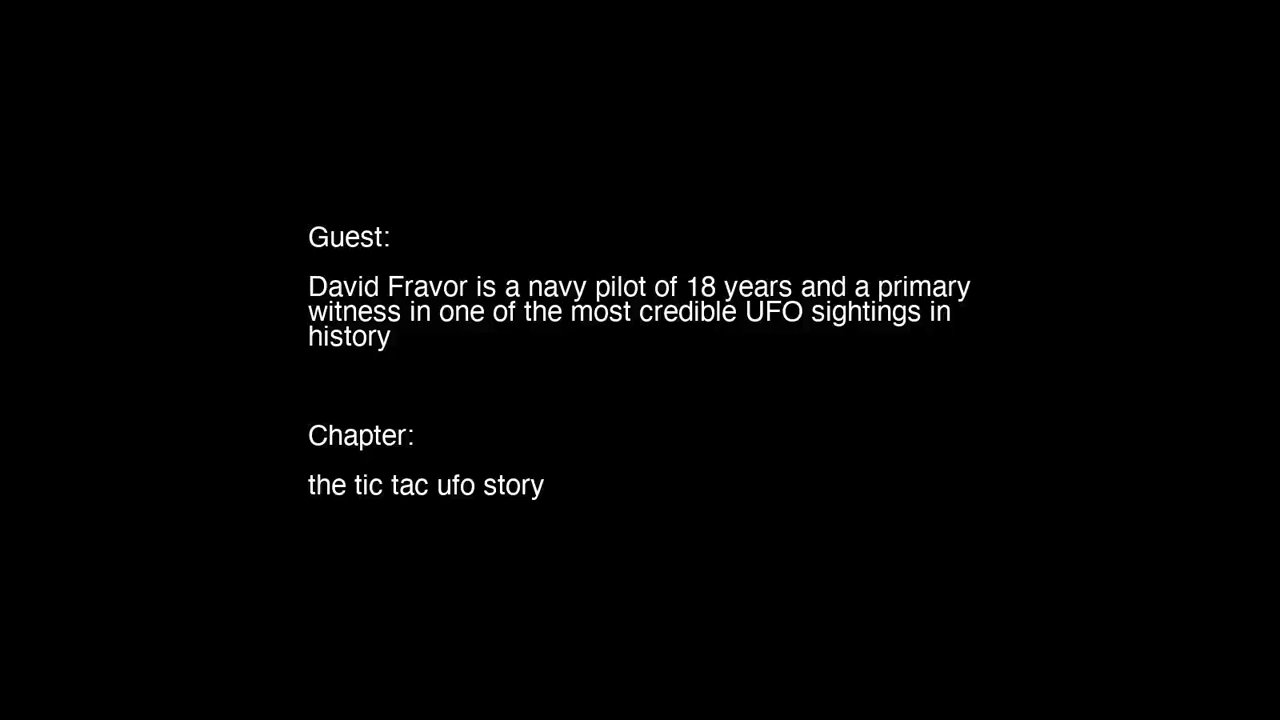 Guest:
David Fravor is a navy pilot of 18 years and a primary
witness in one of the most credible UFO sightings in
history
Chapter:
the tic tac ufo story